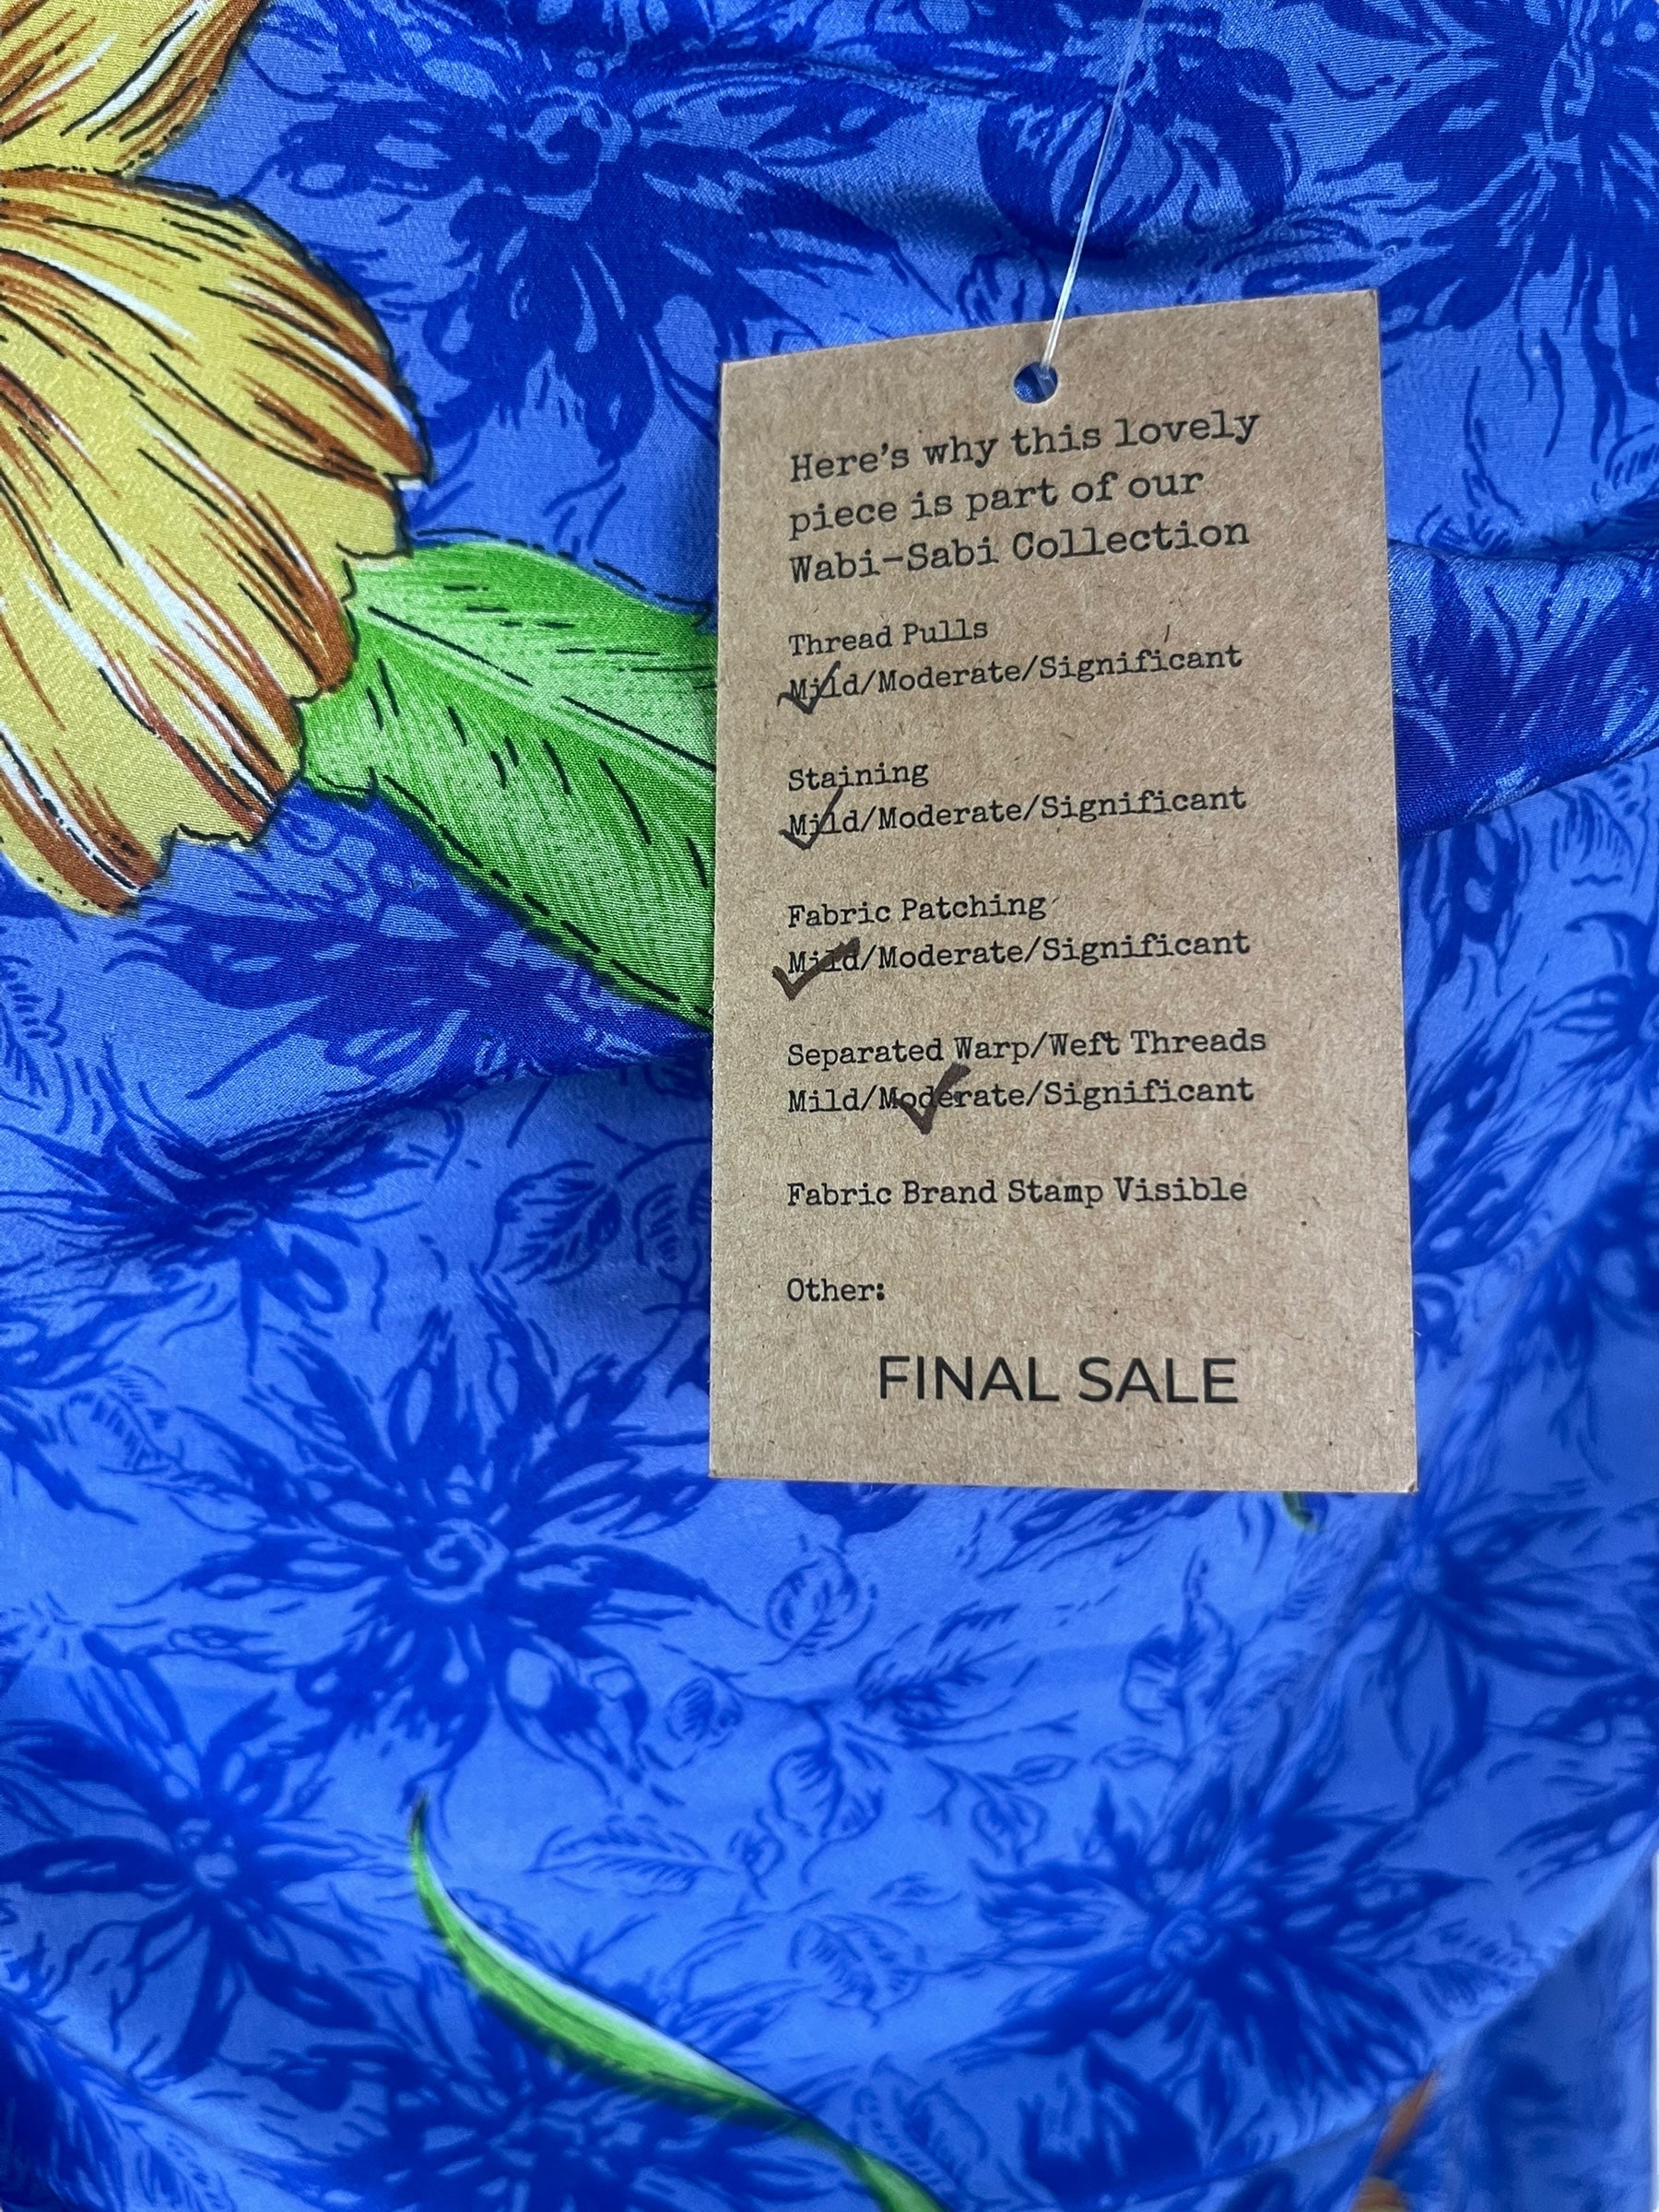 Here's why this lovely
piece is part of our
Wabi-Sabi Collection
Thread Pulls
Mild/Moderate/Significant
Staining
Mild/Moderate/Significant
Fabric Patching
Mild/Moderate/Significant
Separated Warp/Weft Threads
Mild/Moderate/Significant
Fabric Brand Stamp Visible
Other:
FINAL SALE